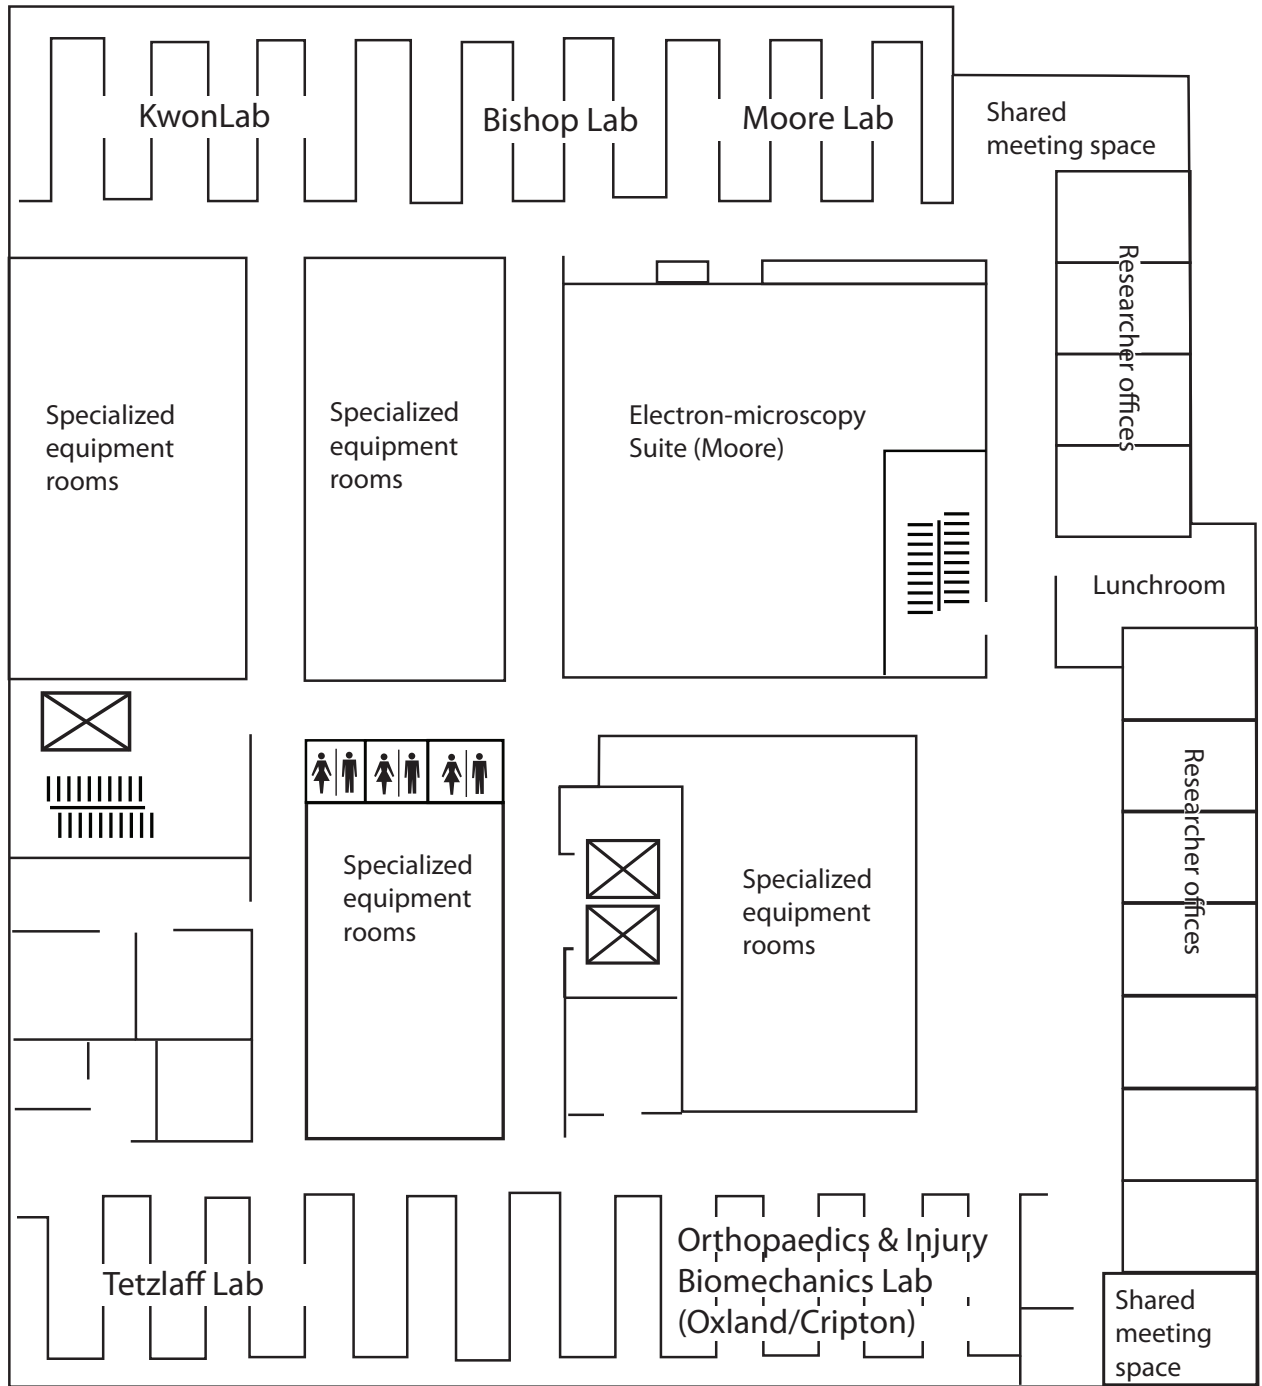 KwonLab
Bishop Lab
Moore Lab
Shared
meeting space
Researcher offices
Specialized
equipment
rooms
Specialized
equipment
rooms
Electron-microscopy
Suite (Moore)
Lunchroom
Researcher offices
Specialized
equipment
rooms
Specialized
equipment
rooms
Tetzlaff Lab
Orthopaedics & Injury
Biomechanics Lab
(Oxland/Cripton)
Shared
meeting
space